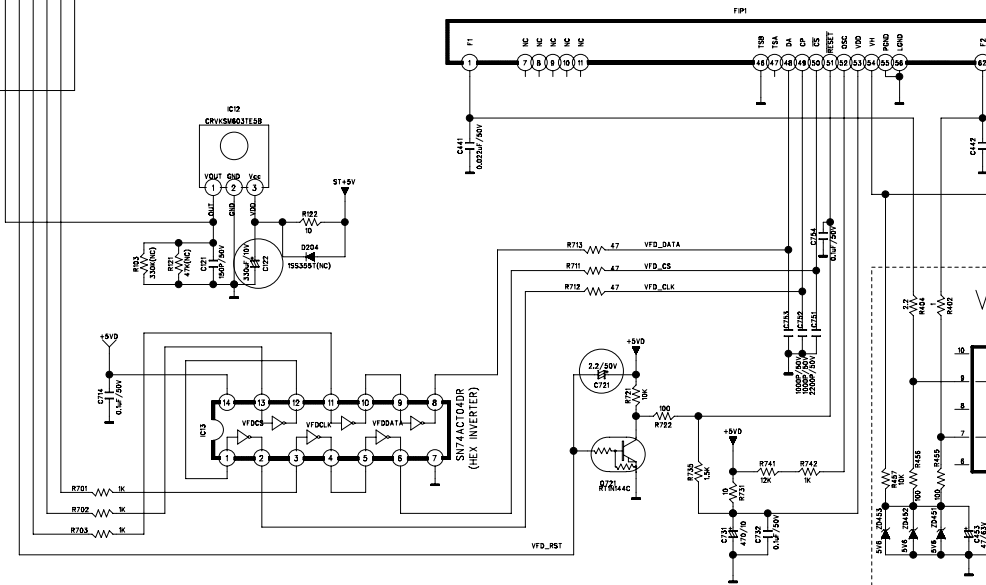 FIP1
F1
NC
NC
NC
NC
NC
TSB
TSA
DA
CP
CS
RESET
OSC
VDD
VH
PGND
LGND
F2
1
7
8
9
10
11
46
47
48
49
50
51
52
53
54
55
56
62
IC12
CRVKSM603TE5B
VOUT GND Vcc
1 2 3
OUT
GND
VDD
ST+5V
R122
10
D204
1SS355T(NC)
R103
330K(NC)
R121
47K(NC)
C121
150P/50V
330uF/10V
C122
C441
0.022uF/50V
C442
C754
0.1uF/50V
R713 47 VFD_DATA
R711 47 VFD_CS
R712 47 VFD_CLK
C753
1000P/50V
C752
1000P/50V
C751
2200P/50V
2.2
R404
1
R402
V
10
9
8
7
6
+5VD
C714
0.1uF/50V
14 13 12 11 10 9 8
VFDCS
VFDCLK
VFDDATA
IC13
1 2 3 4 5 6 7
SN74ACT04DR
(HEX INVERTER)
+5VD
2.2/50V
C721
R721
10K
100
R722
Q721
RT1N144C
R735
1.5K
+5VD
R741
12K
R742
1K
10
R731
C731
470/10
C732
0.1uF/50V
R701 1K
R702 1K
R703 1K
VFD_RST
R457
10K
R456
100
R455
100
ZD453
5V6
ZD452
5V6
ZD451
5V6
C453
47/63V